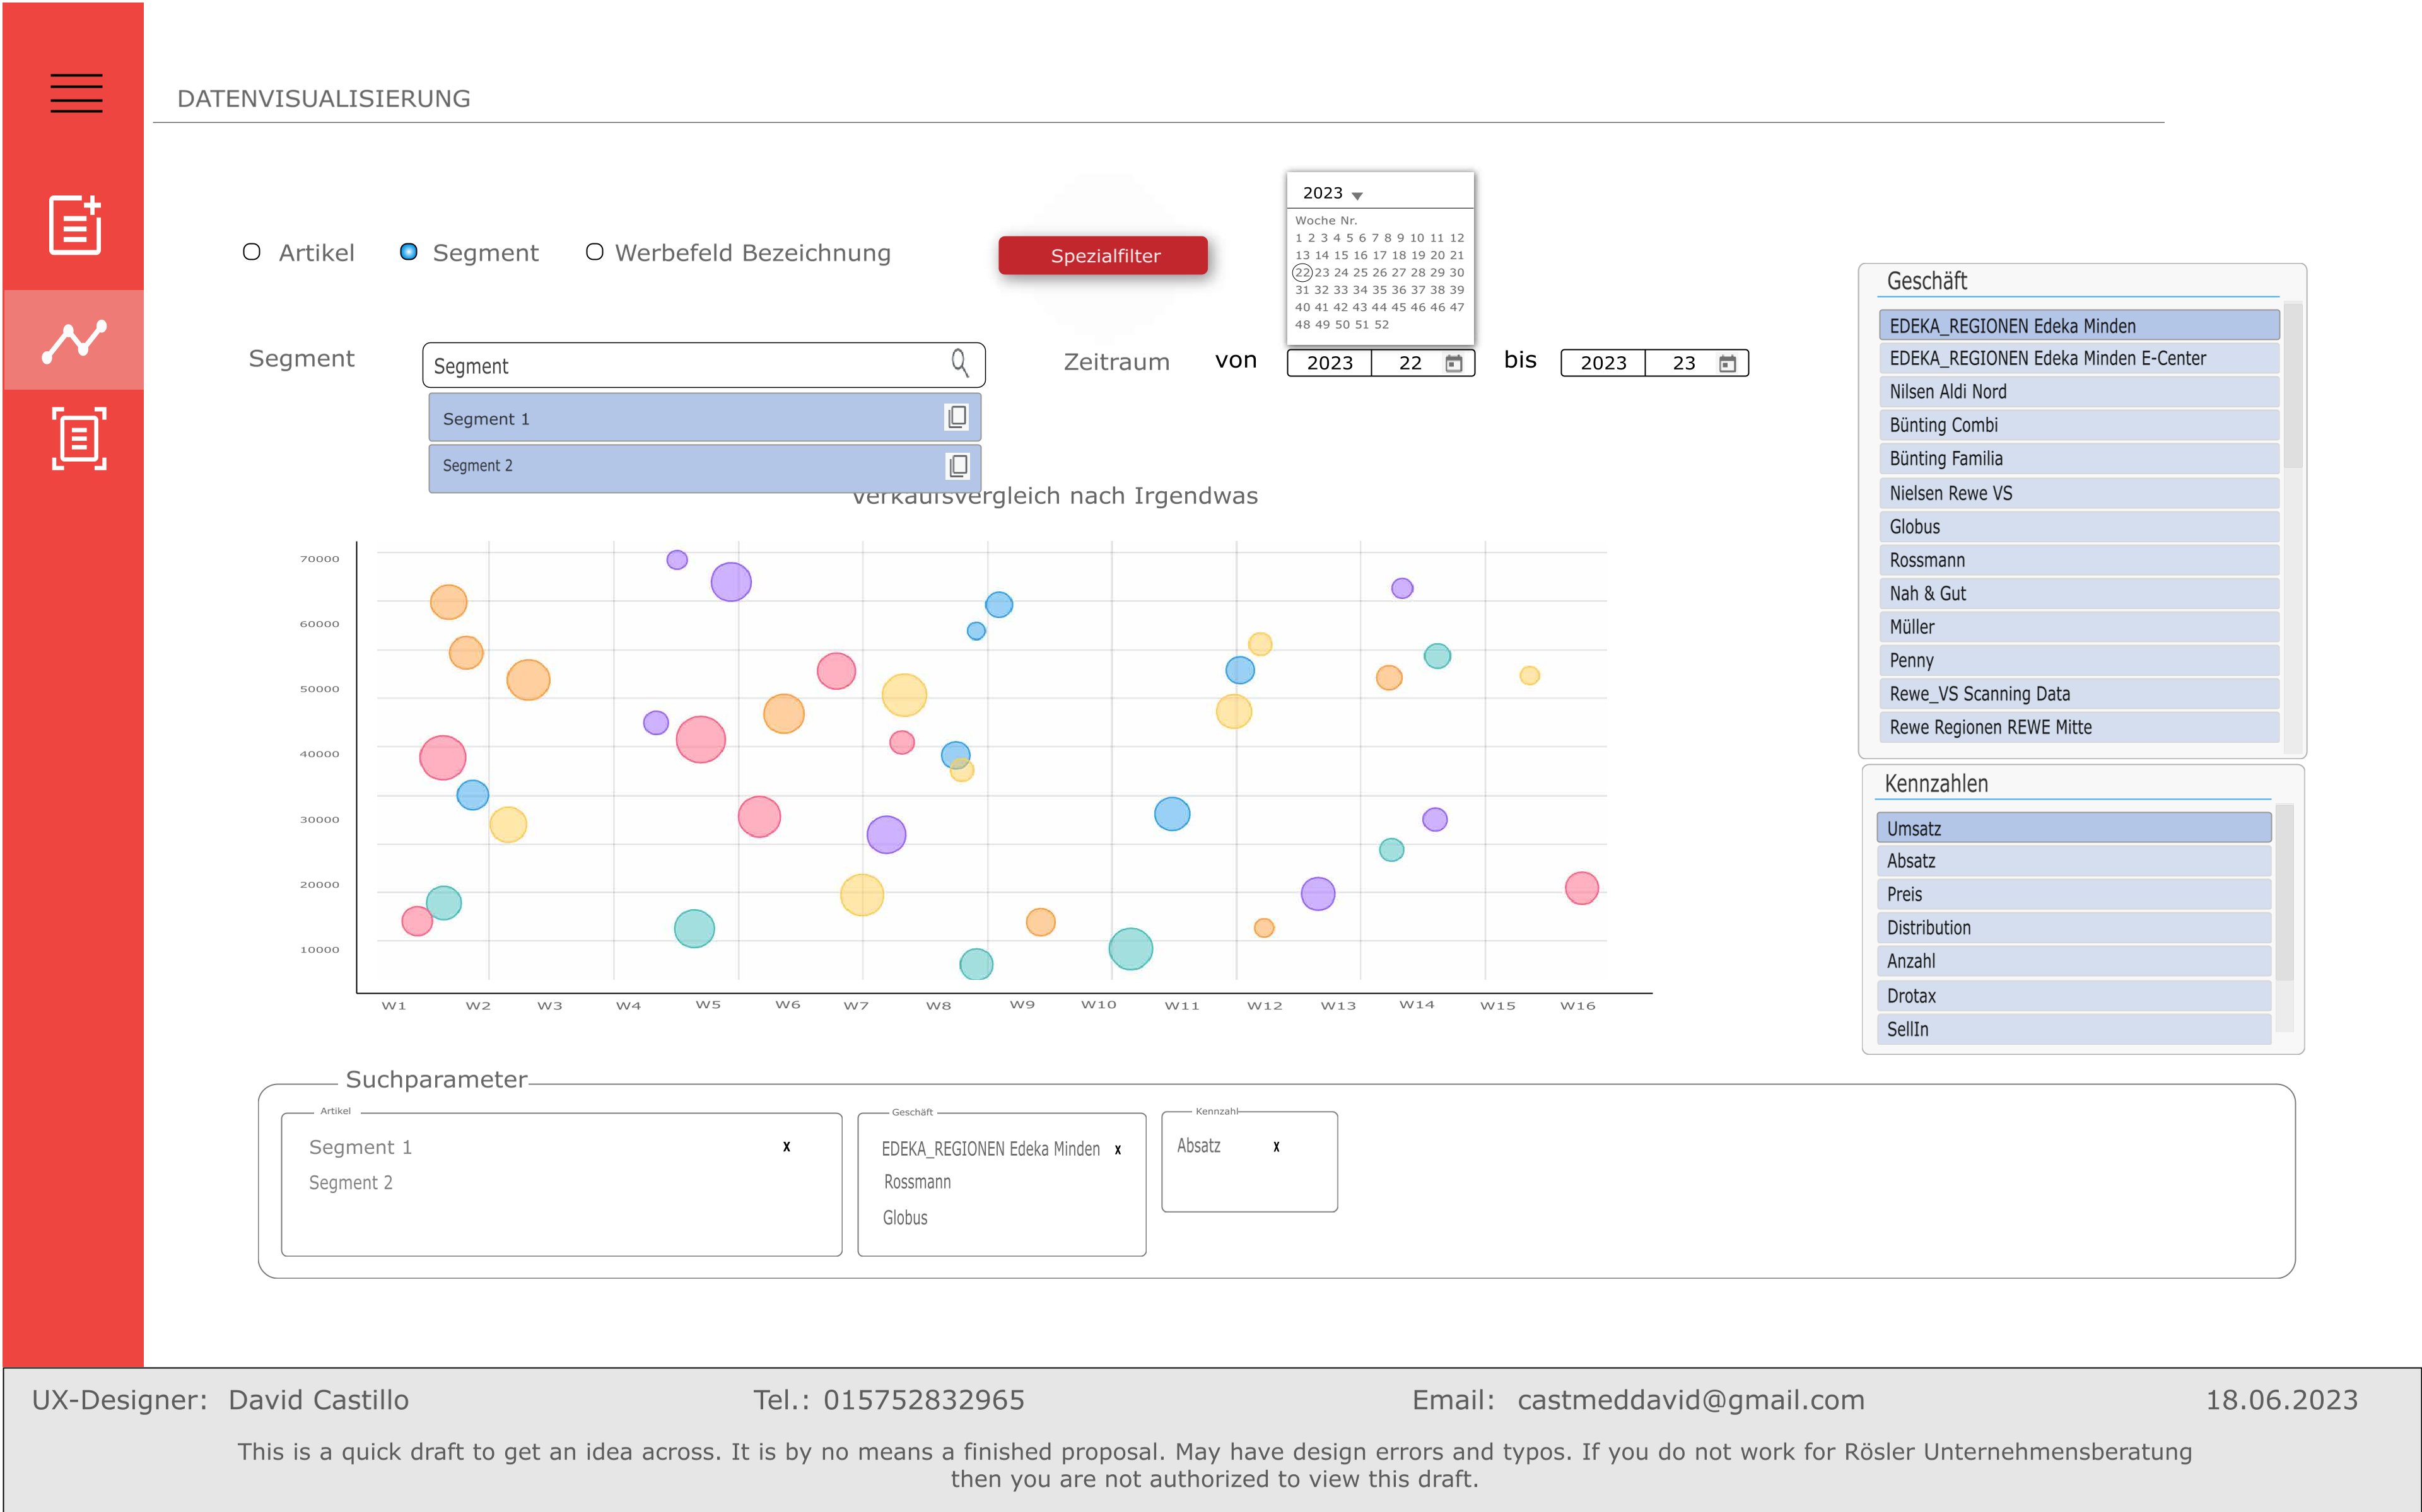 DATENVISUALISIERUNG
Artikel
Segment
Werbefeld Bezeichnung
Spezialfilter
2023
Woche Nr.
1 2 3 4 5 6 7 8 9 10 11 12
13 14 15 16 17 18 19 20 21
22 23 24 25 26 27 28 29 30
31 32 33 34 35 36 37 38 39
40 41 42 43 44 45 46 46 47
48 49 50 51 52
Segment
Segment
Zeitraum
von
2023
22
bis
2023
23
Segment 1
Segment 2
Verkaufsvergleich nach Irgendwas
70000
60000
50000
40000
30000
20000
10000
W1 W2 W3 W4 W5 W6 W7 W8 W9 W10 W11 W12 W13 W14 W15 W16
Geschäft
EDEKA_REGIONEN Edeka Minden
EDEKA_REGIONEN Edeka Minden E-Center
Nilsen Aldi Nord
Bünting Combi
Bünting Familia
Nielsen Rewe VS
Globus
Rossmann
Nah & Gut
Müller
Penny
Rewe_VS Scanning Data
Rewe Regionen REWE Mitte
Kennzahlen
Umsatz
Absatz
Preis
Distribution
Anzahl
Drotax
SellIn
Suchparameter
Artikel
Segment 1 x
Segment 2
Geschäft
EDEKA_REGIONEN Edeka Minden x
Rossmann
Globus
Kennzahl
Absatz x
UX-Designer: David Castillo
Tel.: 015752832965
Email: castmeddavid@gmail.com
18.06.2023
This is a quick draft to get an idea across. It is by no means a finished proposal. May have design errors and typos. If you do not work for Rösler Unternehmensberatung
then you are not authorized to view this draft.